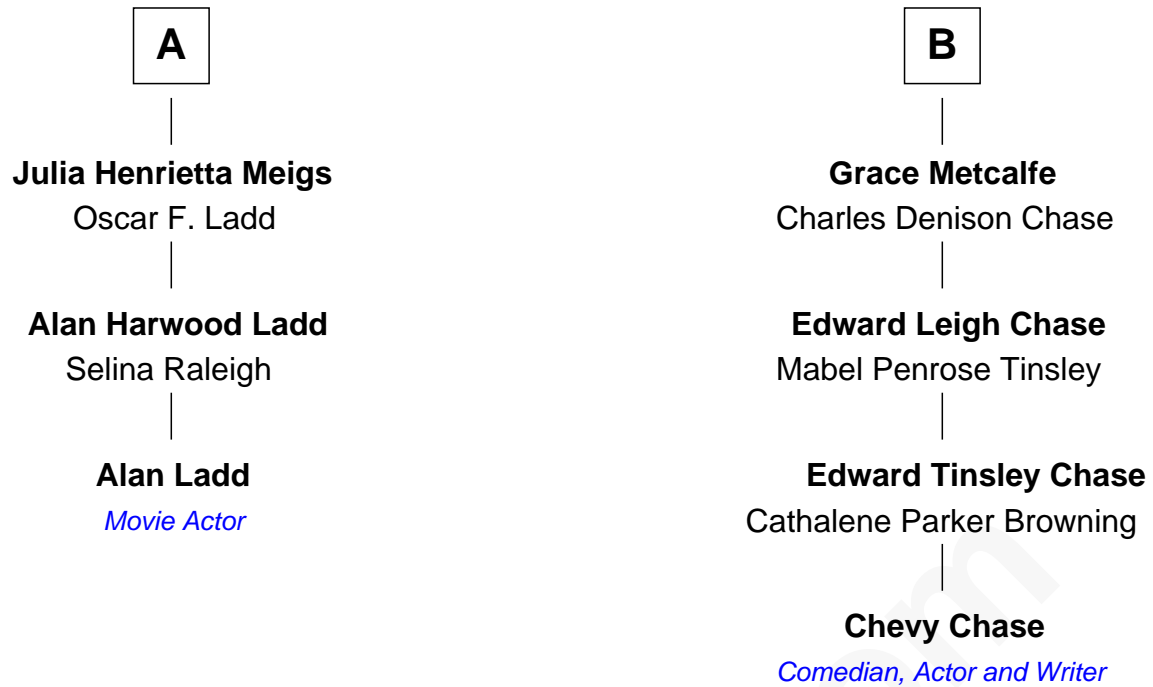 A
Julia Henrietta Meigs
Oscar F. Ladd
Alan Harwood Ladd
Selina Raleigh
Alan Ladd
Movie Actor
B
Grace Metcalfe
Charles Denison Chase
Edward Leigh Chase
Mabel Penrose Tinsley
Edward Tinsley Chase
Cathalene Parker Browning
Chevy Chase
Comedian, Actor and Writer